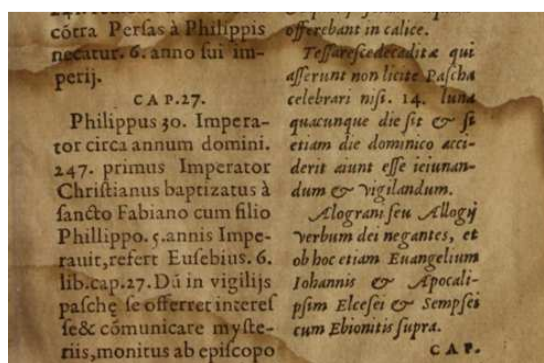 cõtra Persas à Philippis
necatur. 6. anno sui im-
perij.
CAP.27.
Philippus 30. Impera-
tor circa annum domini.
247. primus Imperator
Chriſtianus baptizatus à
ſancto Fabiano cum filio
Phillippo. 5. annis Impe-
rauit, refert Euſebius. 6.
lib. cap. 27. Dũ in vigilijs
paſchę ſe offerret intereſ
ſe & cõmunicare myſte-
riis, monitus ab epiſcopo
offerebant in calice.
Teſſareſcedecaditæ qui
aſſerunt non licite Paſcha
celebrari niſi. 14. luna
quacunque die ſit & ſi
etiam die dominico acci-
derit aiunt eſſe ieiunan-
dum & vigilandum.
Alograni ſeu Allogij
verbum dei negantes, et
ob hoc etiam Euangelium
Iohannis & Apocali-
pſim Elceſei & Sempſei
cum Ebionitis ſupra.
CAP.